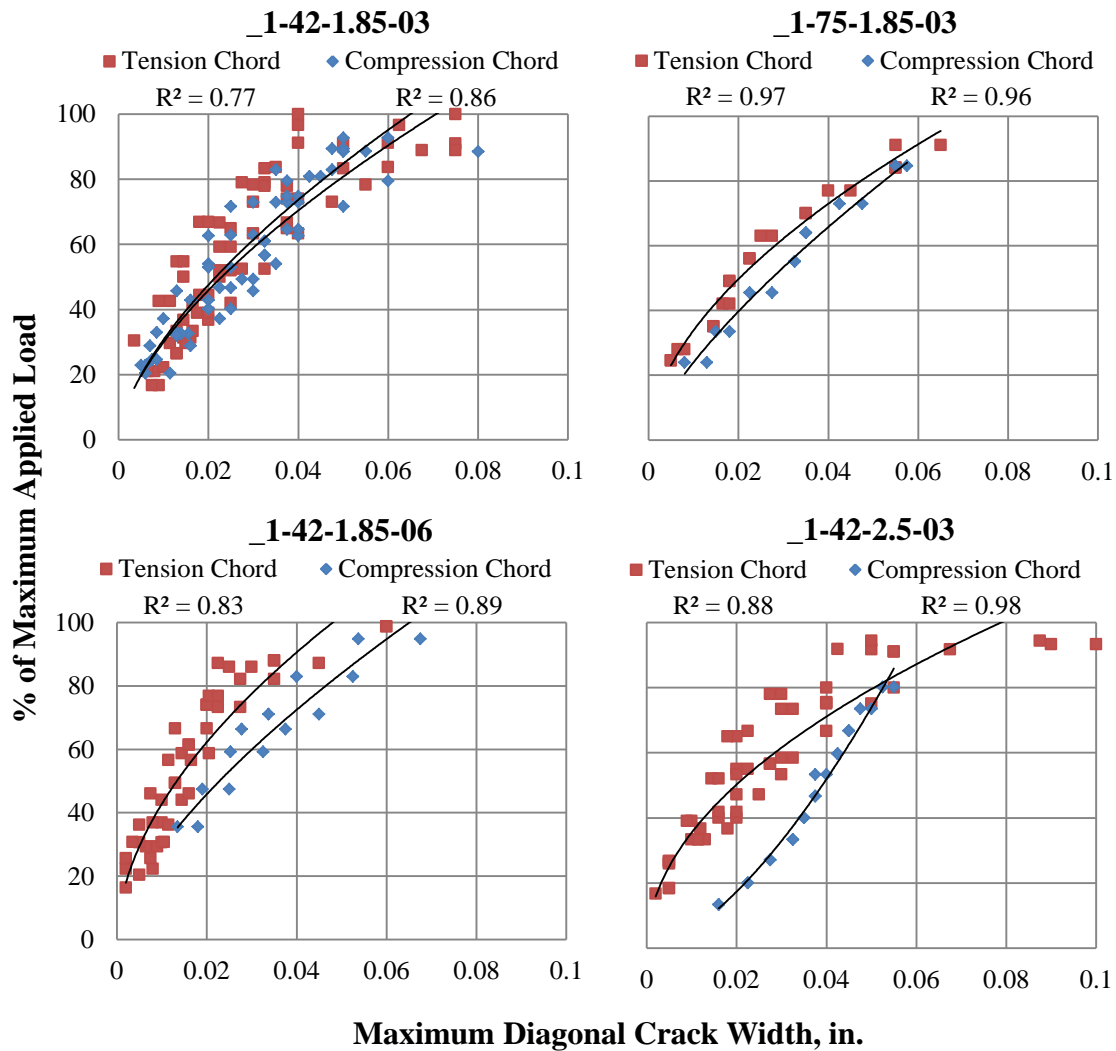 _1-42-1.85-03
Tension Chord Compression Chord
R² = 0.77 R² = 0.86
100
80
60
40
20
0
0 0.02 0.04 0.06 0.08 0.1
_1-75-1.85-03
Tension Chord Compression Chord
R² = 0.97 R² = 0.96
0 0.02 0.04 0.06 0.08 0.1
_1-42-1.85-06
Tension Chord Compression Chord
R² = 0.83 R² = 0.89
100
80
60
40
20
0
0 0.02 0.04 0.06 0.08 0.1
_1-42-2.5-03
Tension Chord Compression Chord
R² = 0.88 R² = 0.98
0 0.02 0.04 0.06 0.08 0.1
% of Maximum Applied Load
Maximum Diagonal Crack Width, in.